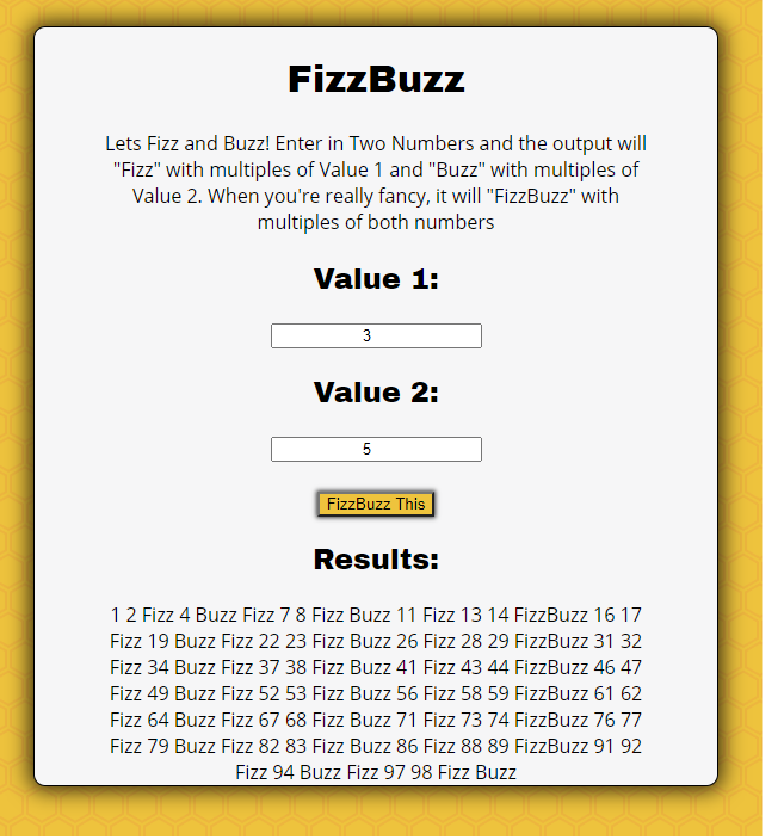 FizzBuzz
Lets Fizz and Buzz! Enter in Two Numbers and the output will
"Fizz" with multiples of Value 1 and "Buzz" with multiples of
Value 2. When you're really fancy, it will "FizzBuzz" with
multiples of both numbers
Value 1:
3
Value 2:
5
FizzBuzz This
Results:
1 2 Fizz 4 Buzz Fizz 7 8 Fizz Buzz 11 Fizz 13 14 FizzBuzz 16 17
Fizz 19 Buzz Fizz 22 23 Fizz Buzz 26 Fizz 28 29 FizzBuzz 31 32
Fizz 34 Buzz Fizz 37 38 Fizz Buzz 41 Fizz 43 44 FizzBuzz 46 47
Fizz 49 Buzz Fizz 52 53 Fizz Buzz 56 Fizz 58 59 FizzBuzz 61 62
Fizz 64 Buzz Fizz 67 68 Fizz Buzz 71 Fizz 73 74 FizzBuzz 76 77
Fizz 79 Buzz Fizz 82 83 Fizz Buzz 86 Fizz 88 89 FizzBuzz 91 92
Fizz 94 Buzz Fizz 97 98 Fizz Buzz